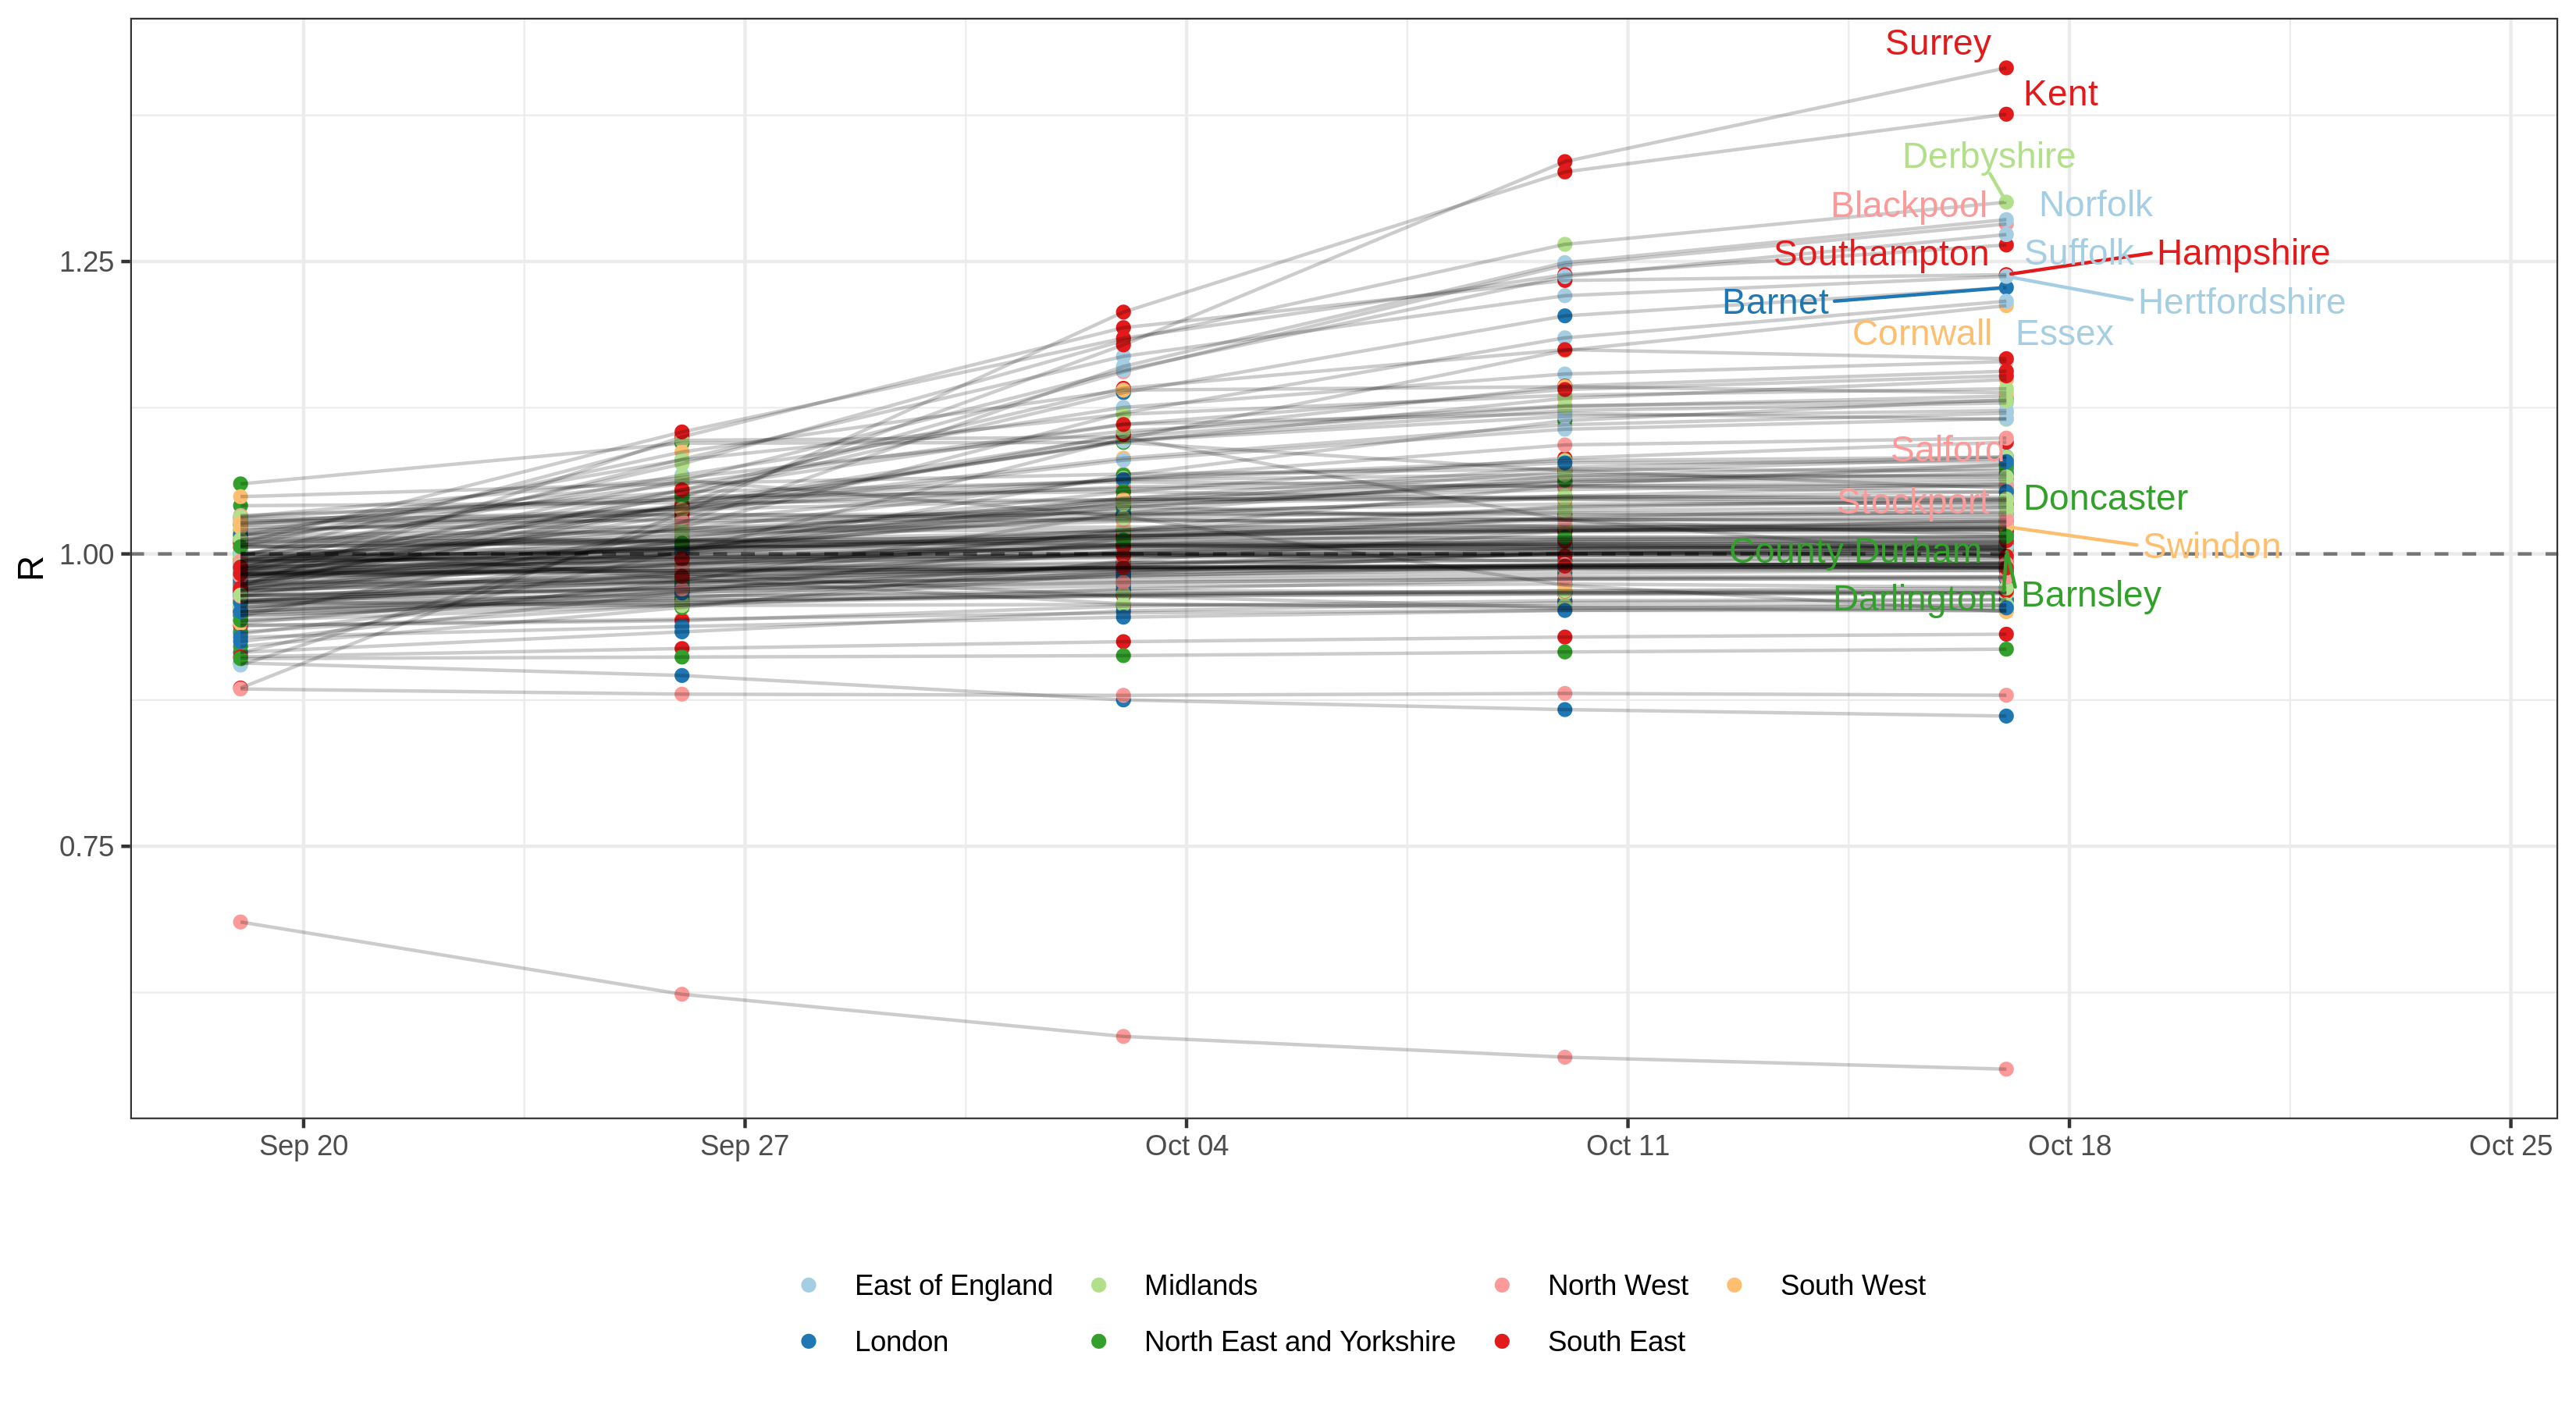 Surrey
Kent
Derbyshire
Blackpool
Norfolk
Southampton
Suffolk
Hampshire
1.25
Barnet
Hertfordshire
Cornwall
Essex
Salford
Stockport
Doncaster
Swindon
County Durham
1.00
R
Darlington
Barnsley
0.75
Sep 20
Sep 27
Oct 04
Oct 11
Oct 18
Oct 25
East of England
Midlands
North West
South West
London
North East and Yorkshire
South East